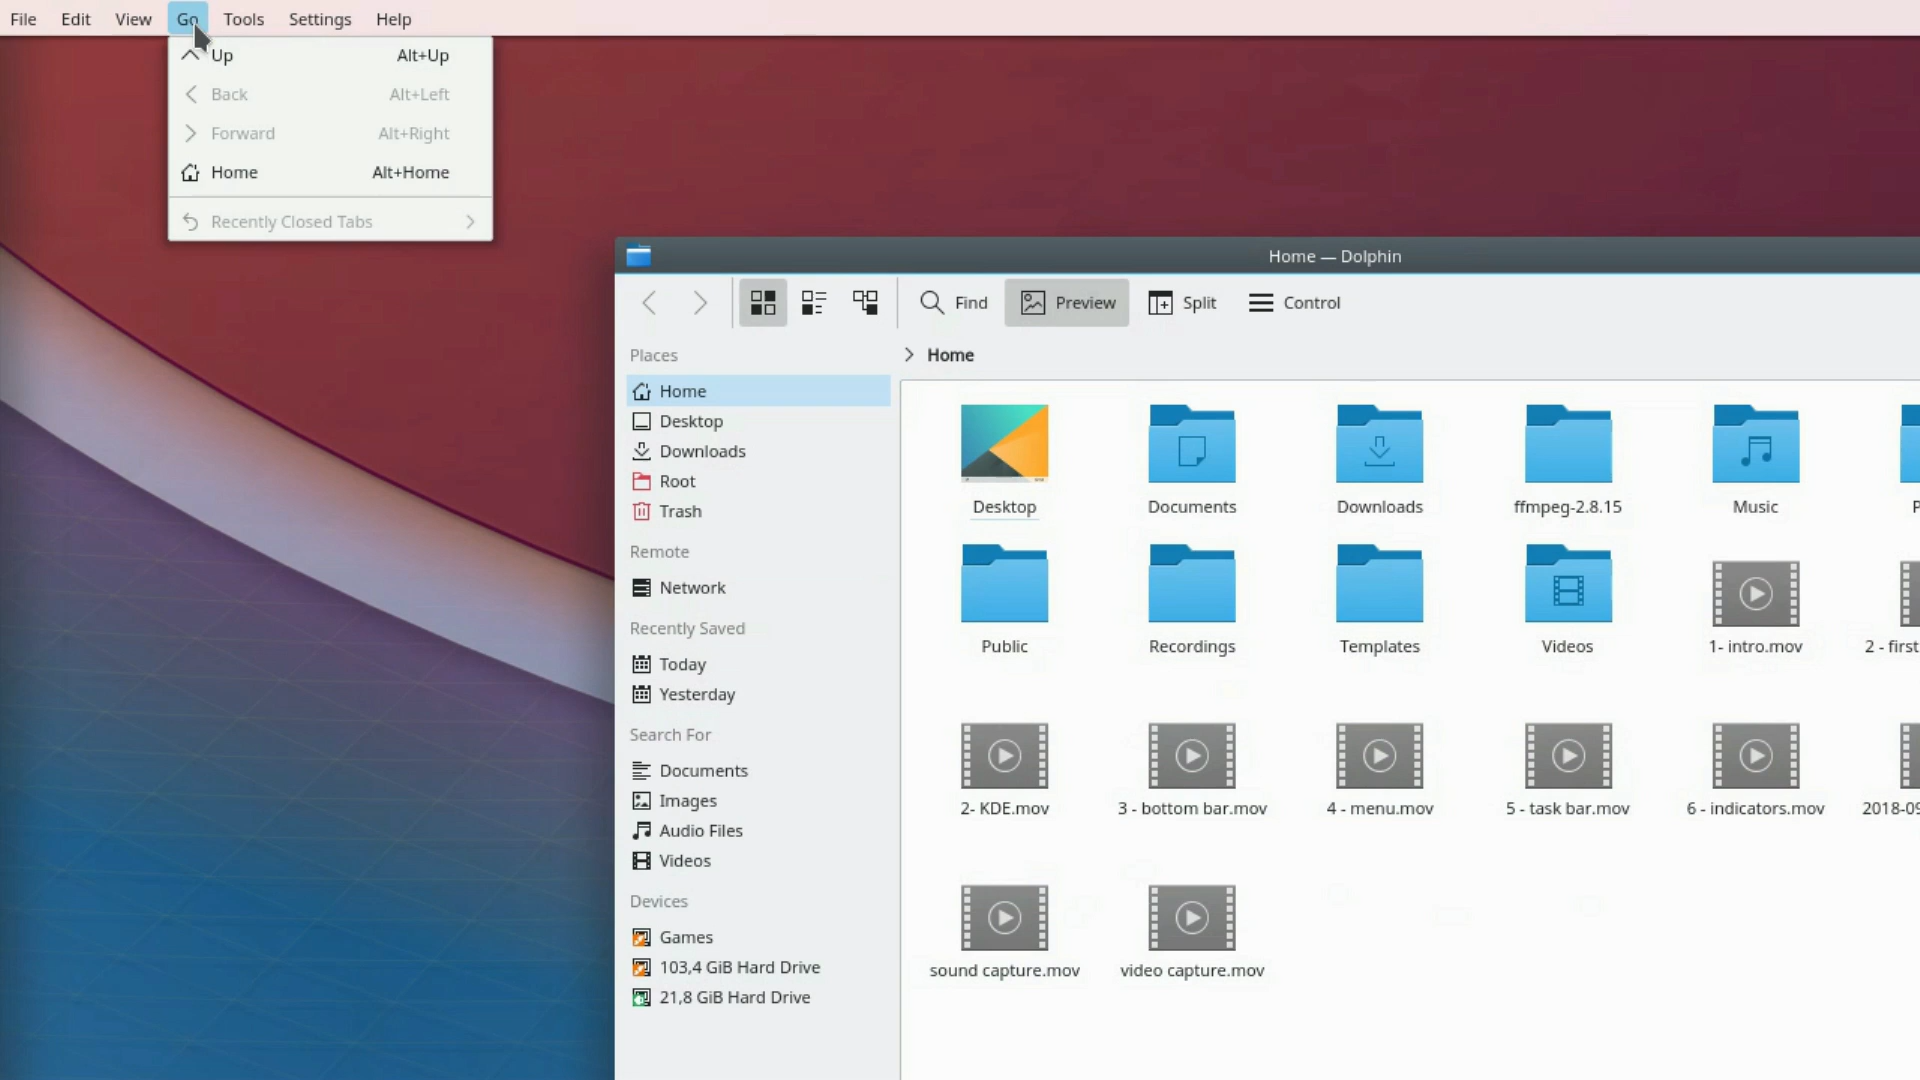 File Edit View Go Tools Settings Help
Up Alt+Up
Back Alt+Left
Forward Alt+Right
Home Alt+Home
Recently Closed Tabs
Home — Dolphin
Find Preview Split Control
Places
Home
Desktop
Downloads
Root
Trash
Remote
Network
Recently Saved
Today
Yesterday
Search For
Documents
Images
Audio Files
Videos
Devices
Games
103,4 GiB Hard Drive
21,8 GiB Hard Drive
Home
Desktop Documents Downloads ffmpeg-2.8.15 Music P
Public Recordings Templates Videos 1- intro.mov 2 - first
2- KDE.mov 3 - bottom bar.mov 4 - menu.mov 5 - task bar.mov 6 - indicators.mov 2018-09
sound capture.mov video capture.mov